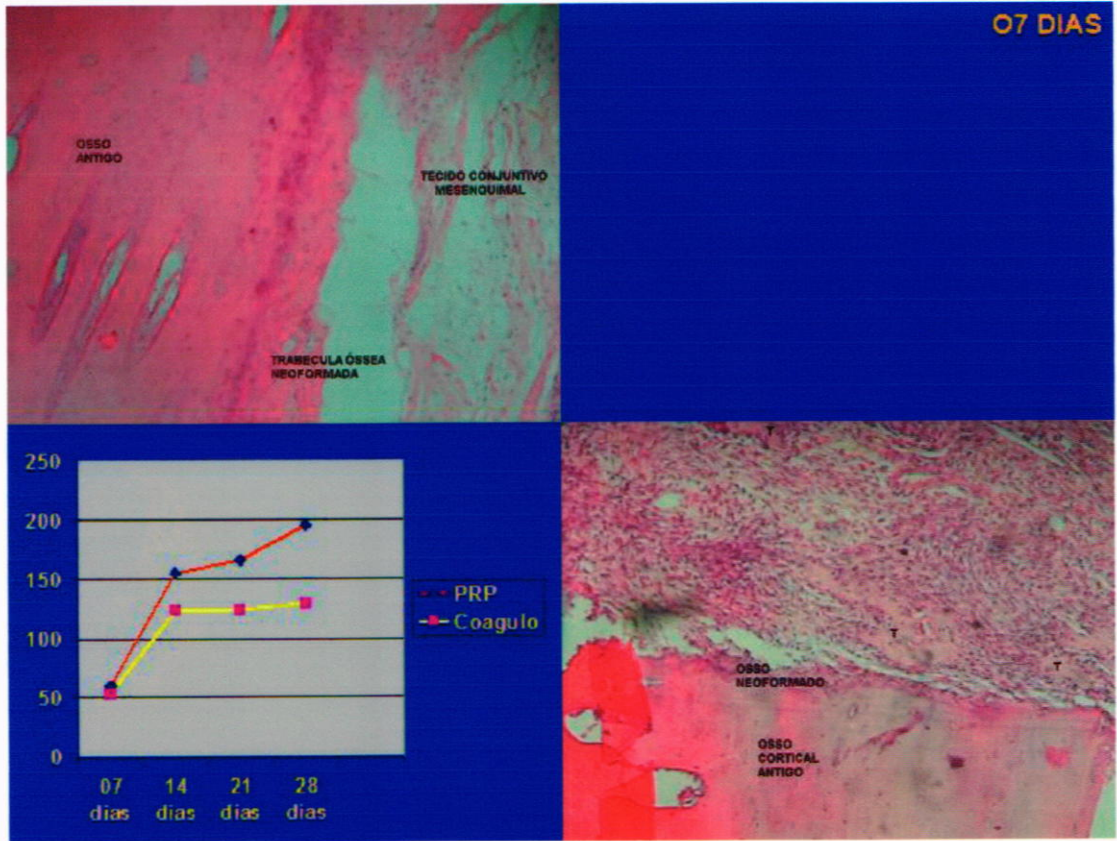 O7 DIAS
OSSO
ANTIGO
TECIDO CONJUNTIVO
MESENQUIMAL
TRABECULA ÓSSEA
NEOFORMADA
250
200
150
100
50
0
07
dias
14
dias
21
dias
28
dias
PRP
Coagulo
T
T
T
OSSO
NEOFORMADO
OSSO
CORTICAL
ANTIGO